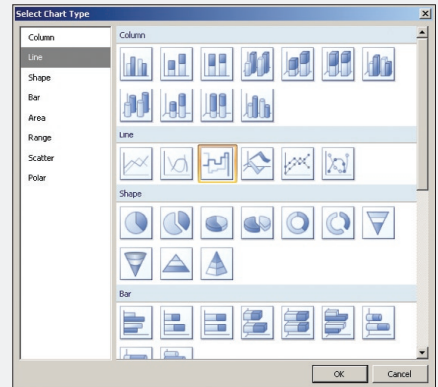 Select Chart Type
Column
Line
Shape
Bar
Area
Range
Scatter
Polar
Column
Line
Shape
Bar
OK
Cancel